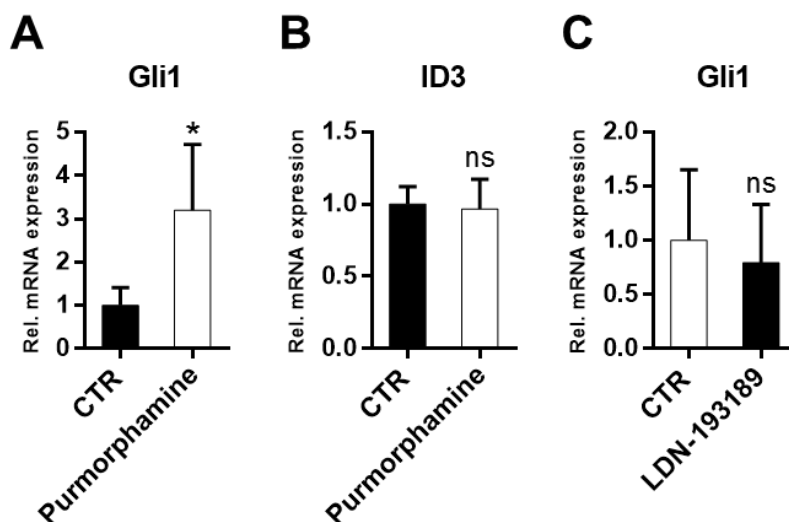 A
Gli1
Rel. mRNA expression
5
4
3
2
1
0
*
CTR
Purmorphamine
B
ID3
Rel. mRNA expression
1.5
1.0
0.5
0.0
ns
CTR
Purmorphamine
C
Gli1
Rel. mRNA expression
2.0
1.5
1.0
0.5
0.0
ns
CTR
LDN-193189